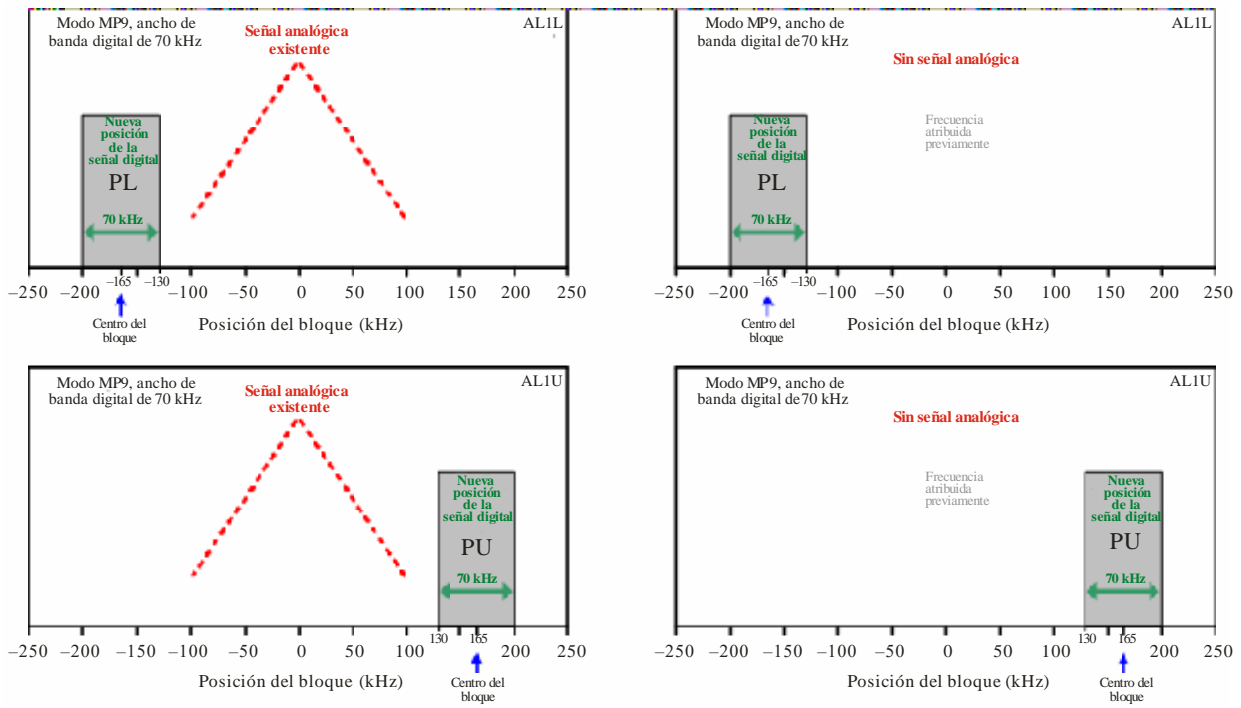 Modo MP9, ancho de
banda digital de 70 kHz
Señal analógica
existente
AL1L
Nueva
posición
de la
señal digital
PL
70 kHz
–165
–130
–250 –200 –100 –50 0 50 100 150 200 250
Centro del
bloque
Posición del bloque (kHz)
Modo MP9, ancho de
banda digital de 70 kHz
Sin señal analógica
AL1L
Frecuencia
atribuida
previamente
Nueva
posición
de la
señal digital
PL
70 kHz
–165
–130
–250 –200 –100 –50 0 50 100 150 200 250
Centro del
bloque
Posición del bloque (kHz)
Modo MP9, ancho de
banda digital de 70 kHz
Señal analógica
existente
AL1U
Nueva
posición
de la
señal digital
PU
70 kHz
130
165
–250 –200 –150 –100 –50 0 50 100 200 250
Posición del bloque (kHz)
Centro del
bloque
Modo MP9, ancho de
banda digital de 70 kHz
Sin señal analógica
AL1U
Frecuencia
atribuida
previamente
Nueva
posición
de la
señal digital
PU
70 kHz
130
165
–250 –200 –150 –100 –50 0 50 100 200 250
Posición del bloque (kHz)
Centro del
bloque